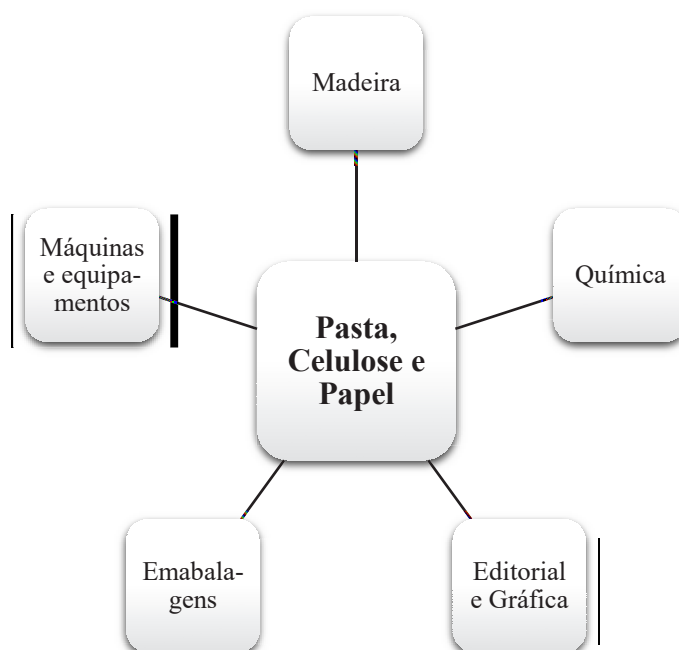 Madeira
Máquinas
e equipa-
mentos
Química
Pasta,
Celulose e
Papel
Emabala-
gens
Editorial
e Gráfica